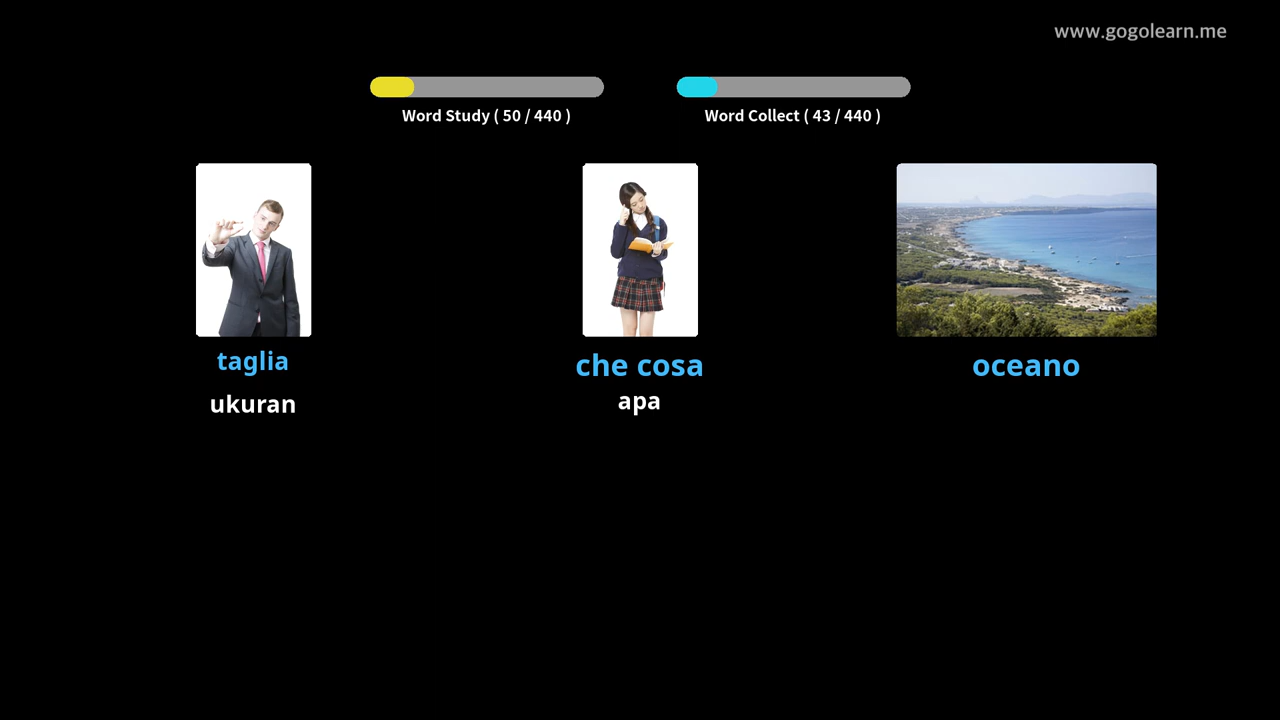 www.gogolearn.me
Word Study ( 50 / 440 )
Word Collect ( 43 / 440 )
taglia
ukuran
che cosa
apa
oceano